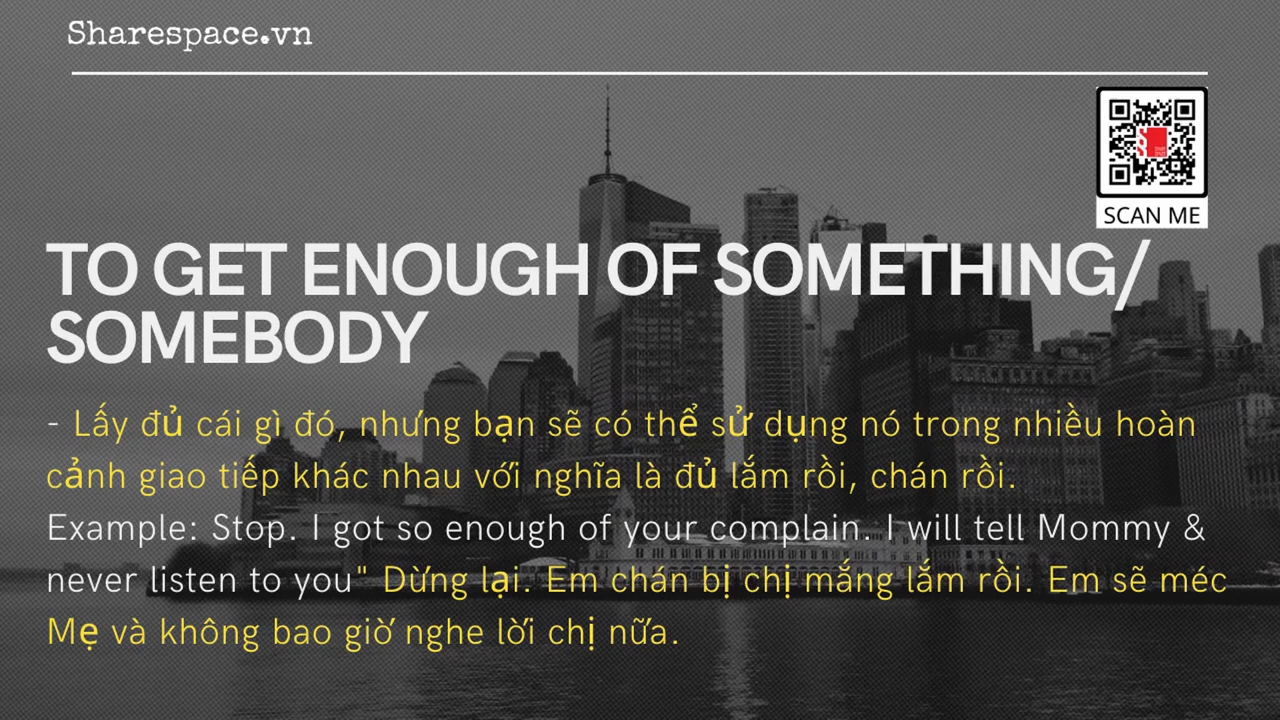 Sharespace.vn
SCAN ME
TO GET ENOUGH OF SOMETHING/
SOMEBODY
- Lấy đủ cái gì đó, nhưng bạn sẽ có thể sử dụng nó trong nhiều hoàn
cảnh giao tiếp khác nhau với nghĩa là đủ lắm rồi, chán rồi.
Example: Stop. I got so enough of your complain. I will tell Mommy &
never listen to you" Dừng lại. Em chán bị chị mắng lắm rồi. Em sẽ méc
Mẹ và không bao giờ nghe lời chị nữa.